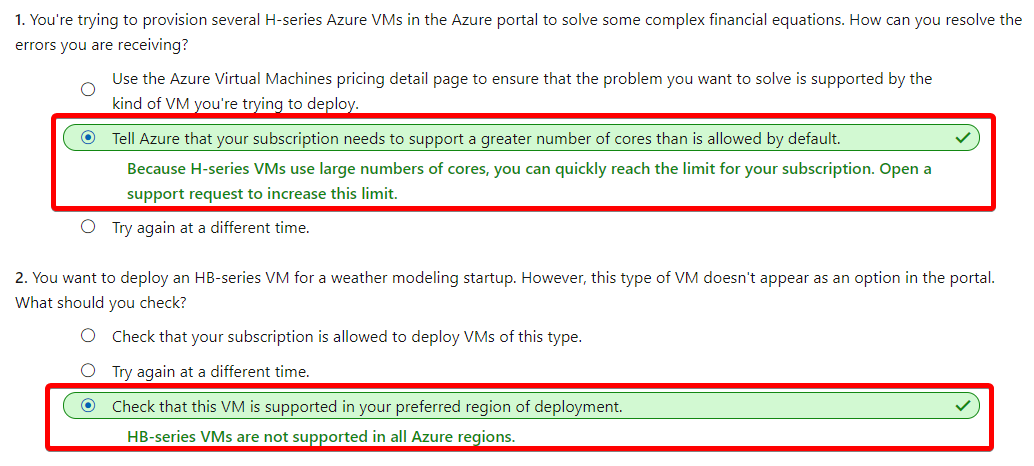 1. You're trying to provision several H-series Azure VMs in the Azure portal to solve some complex financial equations. How can you resolve the
errors you are receiving?
Use the Azure Virtual Machines pricing detail page to ensure that the problem you want to solve is supported by the
kind of VM you're trying to deploy.
Tell Azure that your subscription needs to support a greater number of cores than is allowed by default.
Because H-series VMs use large numbers of cores, you can quickly reach the limit for your subscription. Open a
support request to increase this limit.
Try again at a different time.
2. You want to deploy an HB-series VM for a weather modeling startup. However, this type of VM doesn't appear as an option in the portal.
What should you check?
Check that your subscription is allowed to deploy VMs of this type.
Try again at a different time.
Check that this VM is supported in your preferred region of deployment.
HB-series VMs are not supported in all Azure regions.